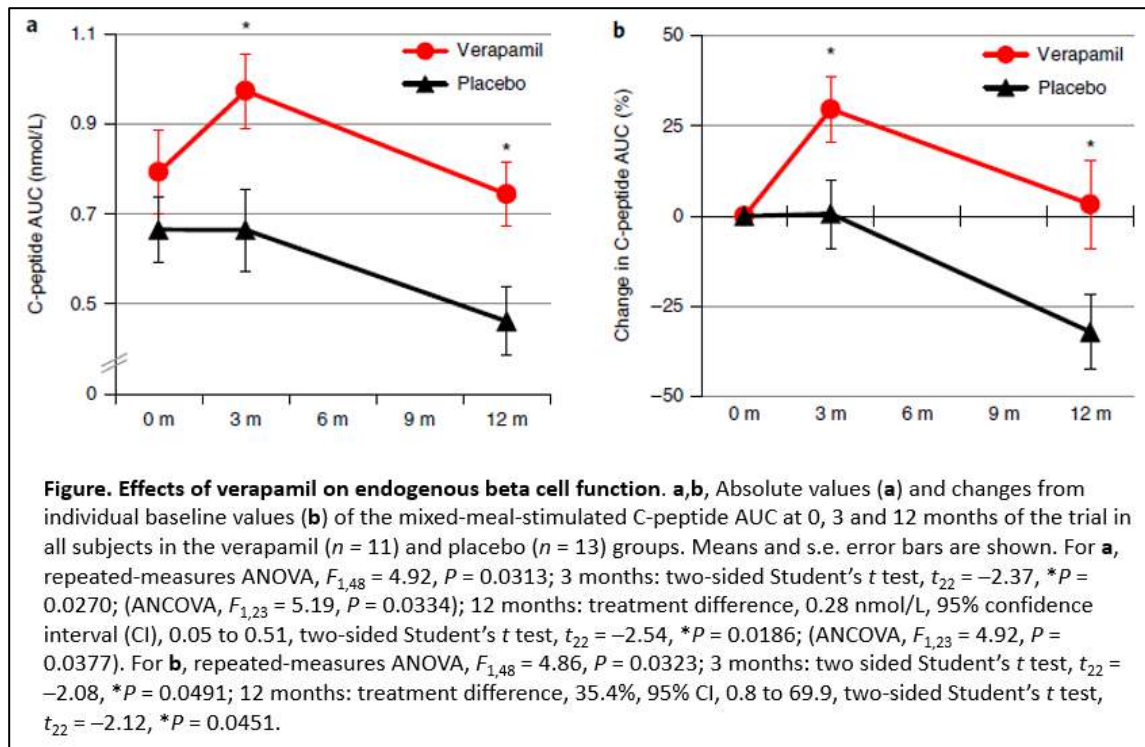 a
1.1
0.9
0.7
0.5
0
C-peptide AUC (nmol/L)
*
*
Verapamil
Placebo
0 m 3 m 6 m 9 m 12 m
b
50
25
0
−25
−50
Change in C-peptide AUC (%)
*
*
Verapamil
Placebo
0 m 3 m 6 m 9 m 12 m
Figure. Effects of verapamil on endogenous beta cell function. a,b, Absolute values (a) and changes from
individual baseline values (b) of the mixed-meal-stimulated C-peptide AUC at 0, 3 and 12 months of the trial in
all subjects in the verapamil (n = 11) and placebo (n = 13) groups. Means and s.e. error bars are shown. For a,
repeated-measures ANOVA, F1,48 = 4.92, P = 0.0313; 3 months: two-sided Student’s t test, t22 = −2.37, *P =
0.0270; (ANCOVA, F1,23 = 5.19, P = 0.0334); 12 months: treatment difference, 0.28 nmol/L, 95% confidence
interval (CI), 0.05 to 0.51, two-sided Student’s t test, t22 = −2.54, *P = 0.0186; (ANCOVA, F1,23 = 4.92, P =
0.0377). For b, repeated-measures ANOVA, F1,48 = 4.86, P = 0.0323; 3 months: two sided Student’s t test, t22 =
−2.08, *P = 0.0491; 12 months: treatment difference, 35.4%, 95% CI, 0.8 to 69.9, two-sided Student’s t test,
t22 = −2.12, *P = 0.0451.